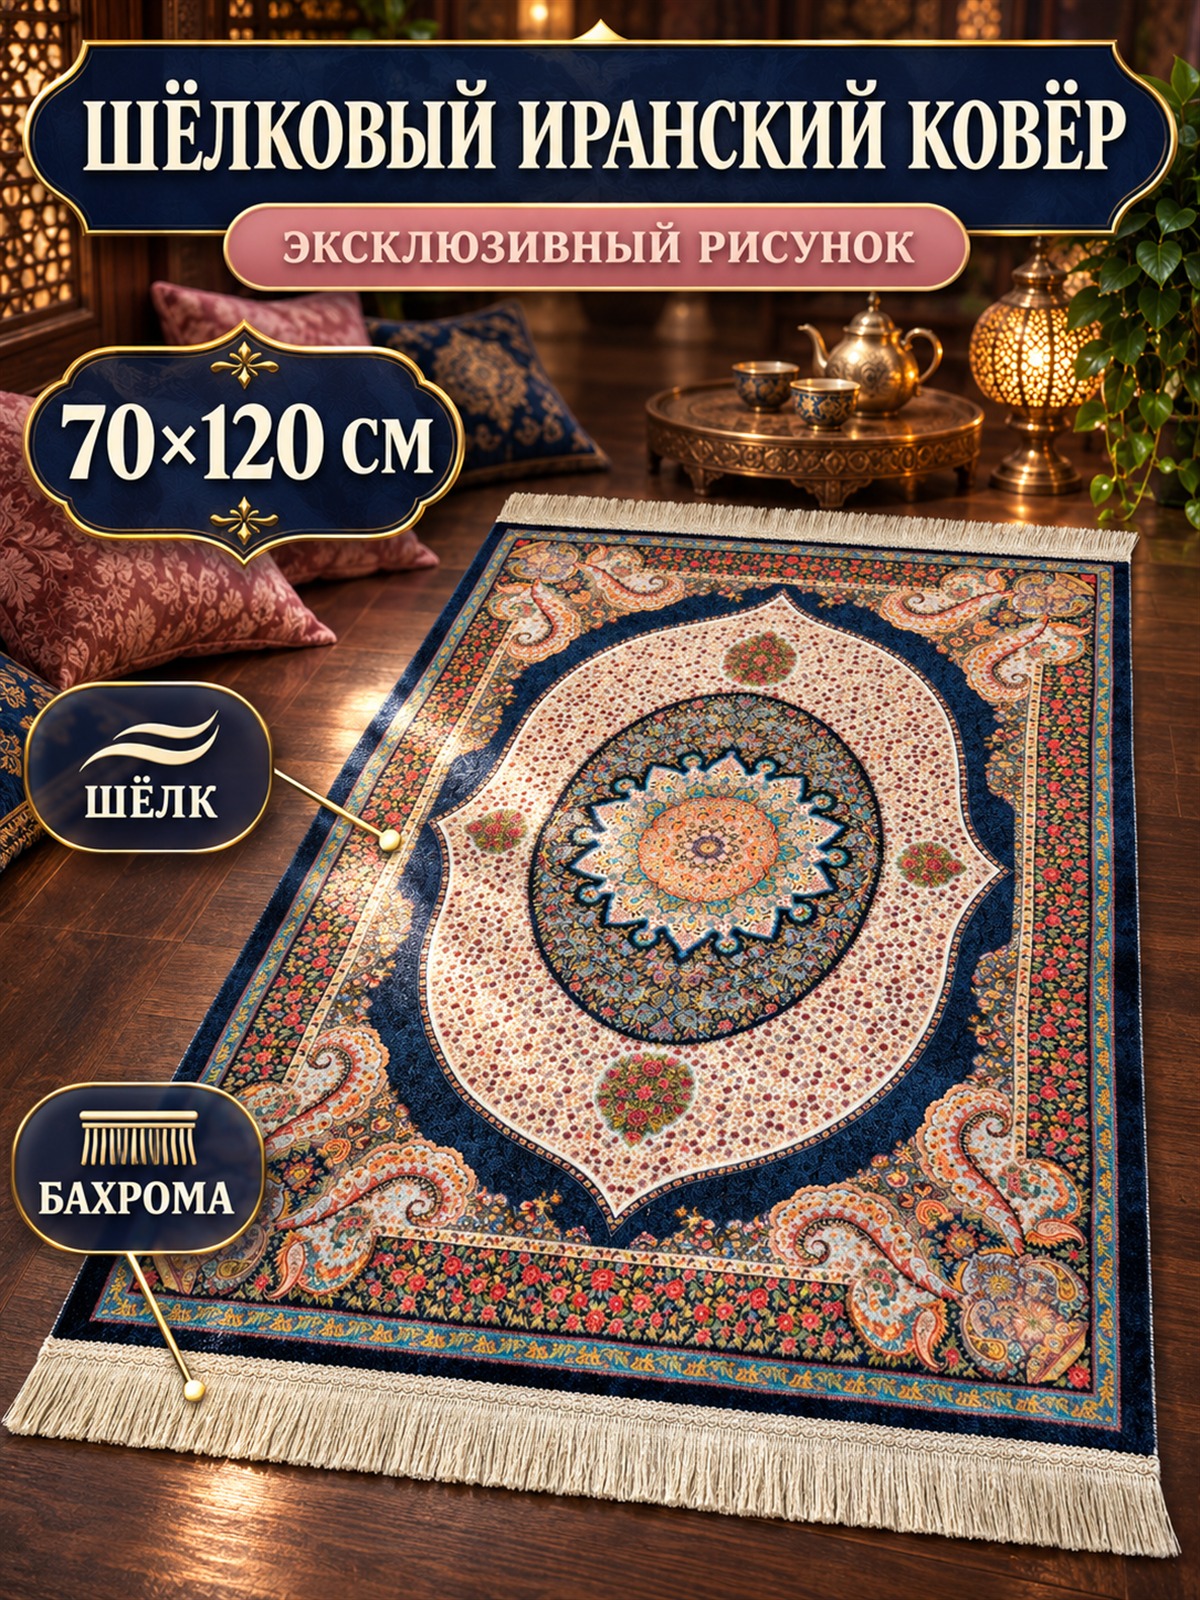 ШЁЛКОВЫЙ ИРАНСКИЙ КОВЁР
ЭКСКЛЮЗИВНЫЙ РИСУНОК
70×120 СМ
ШЁЛК
БАХРОМА